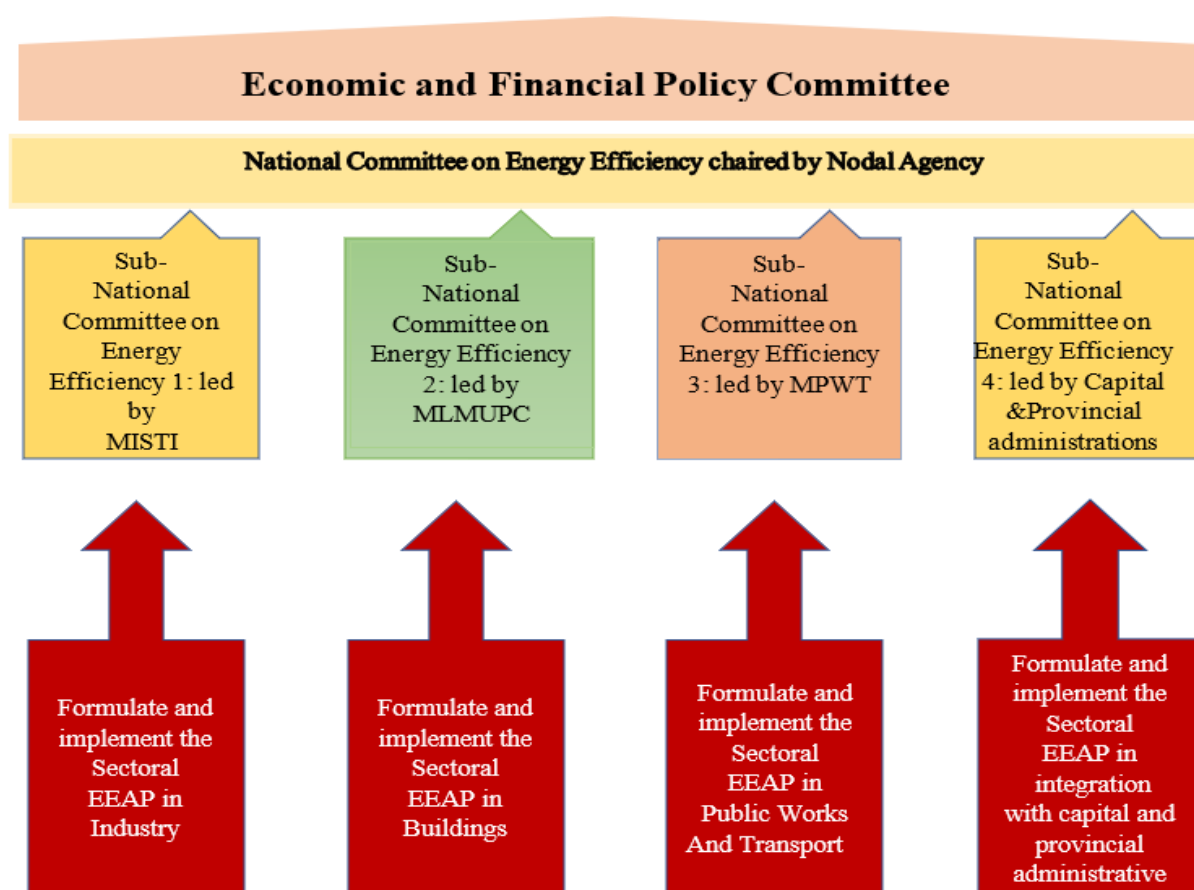 Economic and Financial Policy Committee
National Committee on Energy Efficiency chaired by Nodal Agency
Sub-
National
Committee on
Energy
Efficiency 1: led
by
MISTI
Sub-
National
Committee on
Energy Efficiency
2: led by
MLMUPC
Sub-
National
Committee on
Energy Efficiency
3: led by MPWT
Sub-
National
Committee on
Energy Efficiency
4: led by Capital
&Provincial
administrations
Formulate and
implement the
Sectoral
EEAP in
Industry
Formulate and
implement the
Sectoral
EEAP in
Buildings
Formulate and
implement the
Sectoral
EEAP in
Public Works
And Transport
Formulate and
implement the
Sectoral
EEAP in
integration
with capital and
provincial
administrative